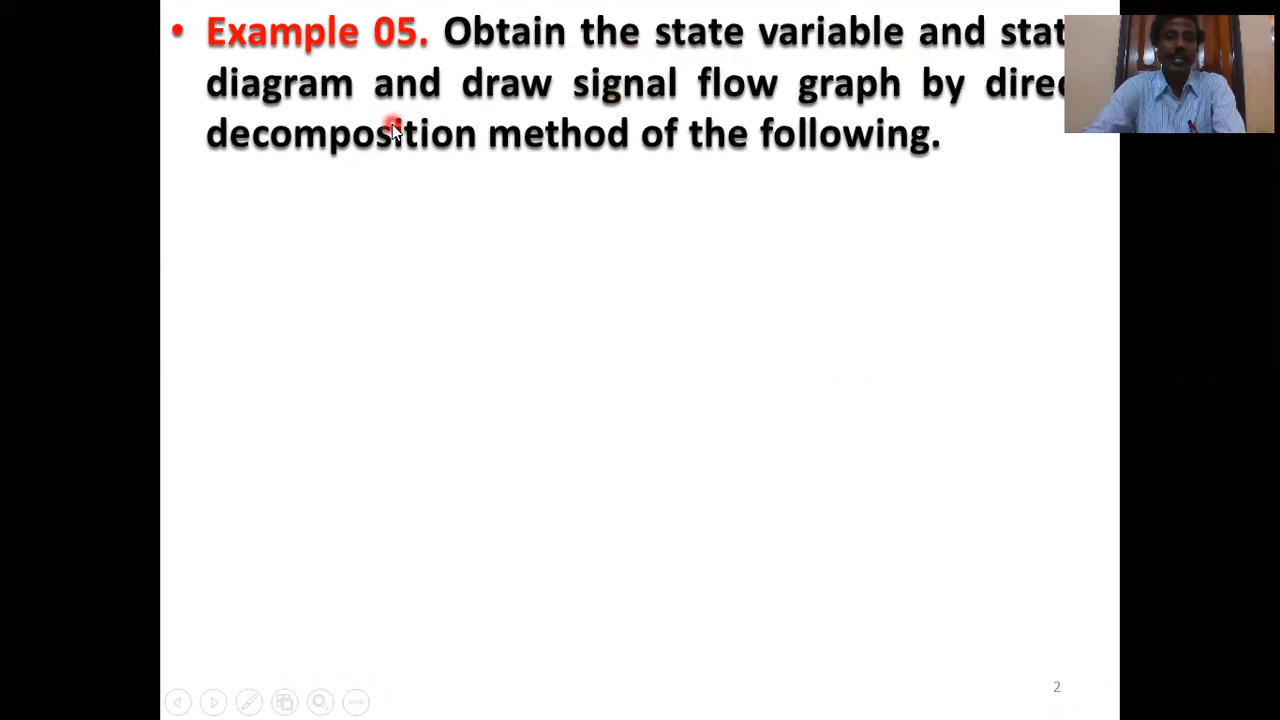 • Example 05. Obtain the state variable and stat
diagram and draw signal flow graph by direc
decomposition method of the following.
2